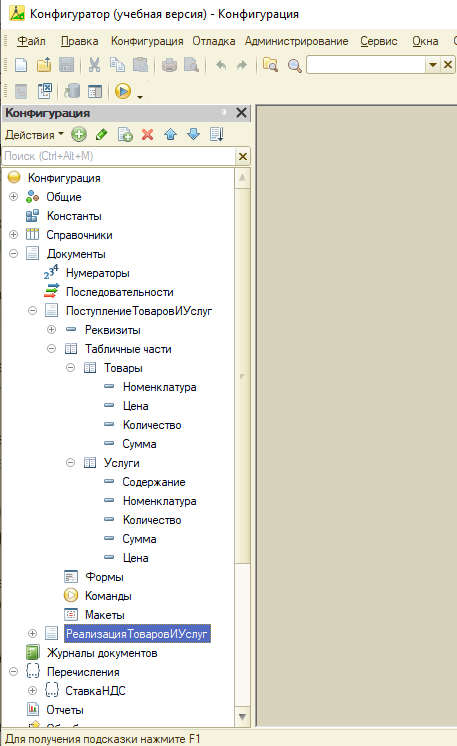 Конфигуратор (учебная версия) - Конфигурация
Файл Правка Конфигурация Отладка Администрирование Сервис Окна С
Конфигурация
Действия
Поиск (Ctrl+Alt+M)
Конфигурация
Общие
Константы
Справочники
Документы
Нумераторы
Последовательности
ПоступлениеТоваровИУслуг
Реквизиты
Табличные части
Товары
Номенклатура
Цена
Количество
Сумма
Услуги
Содержание
Номенклатура
Количество
Сумма
Цена
Формы
Команды
Макеты
РеализацияТоваровИУслуг
Журналы документов
Перечисления
СтавкаНДС
Отчеты
Для получения подсказки нажмите F1